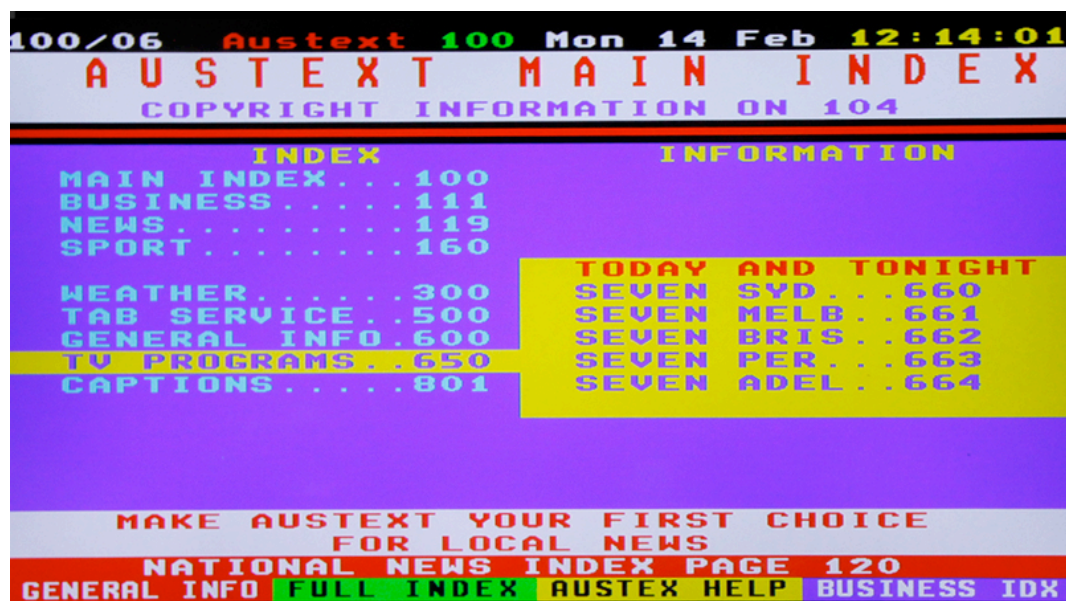 100/06 Austext 100 Mon 14 Feb 12:14:01
AUSTEXT MAIN INDEX
COPYRIGHT INFORMATION ON 104
INDEX
MAIN INDEX...100
BUSINESS.....111
NEWS.........119
SPORT........160
WEATHER......300
TAB SERVICE..500
GENERAL INFO.600
TV PROGRAMS..650
CAPTIONS.....801
INFORMATION
TODAY AND TONIGHT
SEVEN SYD...660
SEVEN MELB..661
SEVEN BRIS..662
SEVEN PER...663
SEVEN ADEL..664
MAKE AUSTEXT YOUR FIRST CHOICE
FOR LOCAL NEWS
NATIONAL NEWS INDEX PAGE 120
GENERAL INFO FULL INDEX AUSTEX HELP BUSINESS IDX